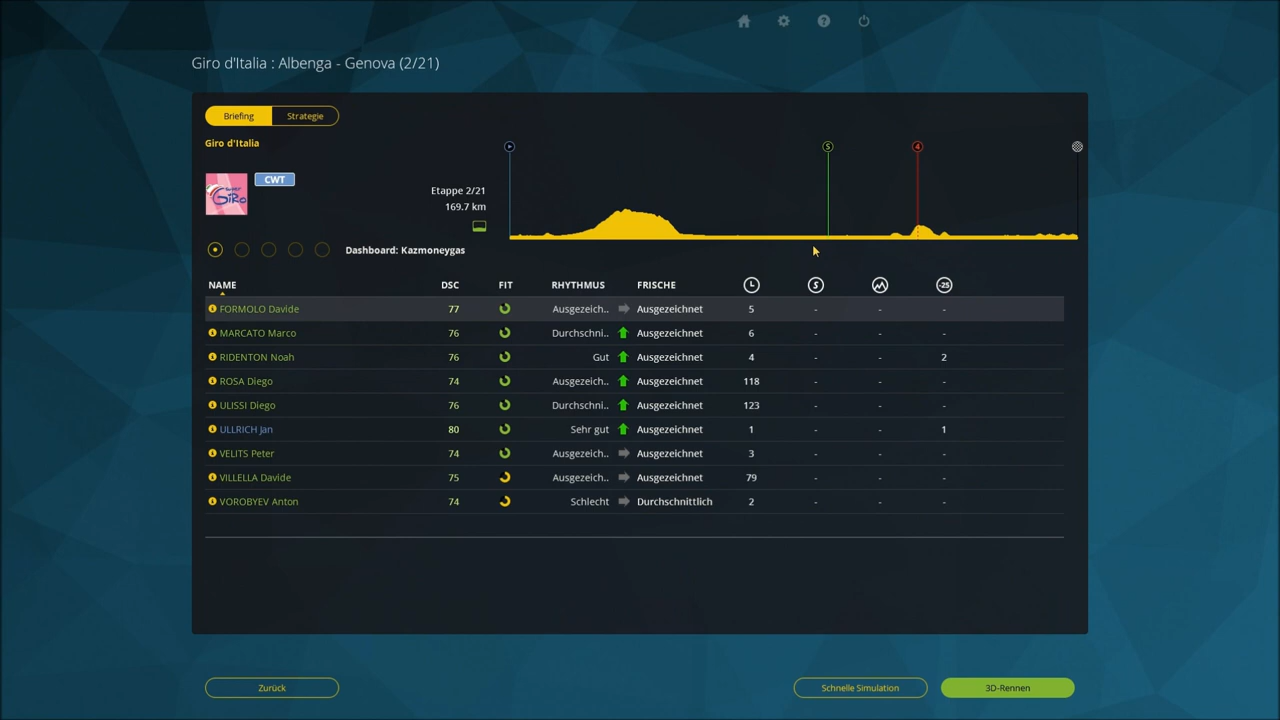 Giro d'Italia : Albenga - Genova (2/21)
Briefing Strategie
Giro d'Italia
CWT
Giro
Etappe 2/21
169.7 km
S 4
Dashboard: Kazmoneygas
NAME DSC FIT RHYTHMUS FRISCHE S -25
FORMOLO Davide 77 Ausgezeich.. Ausgezeichnet 5 - - -
MARCATO Marco 76 Durchschni.. Ausgezeichnet 6 - - -
RIDENTON Noah 76 Gut Ausgezeichnet 4 - - 2
ROSA Diego 74 Ausgezeich.. Ausgezeichnet 118 - - -
ULISSI Diego 76 Durchschni.. Ausgezeichnet 123 - - -
ULLRICH Jan 80 Sehr gut Ausgezeichnet 1 - - 1
VELITS Peter 74 Ausgezeich.. Ausgezeichnet 3 - - -
VILLELLA Davide 75 Ausgezeich.. Ausgezeichnet 79 - - -
VOROBYEV Anton 74 Schlecht Durchschnittlich 2 - - -
Zurück Schnelle Simulation 3D-Rennen